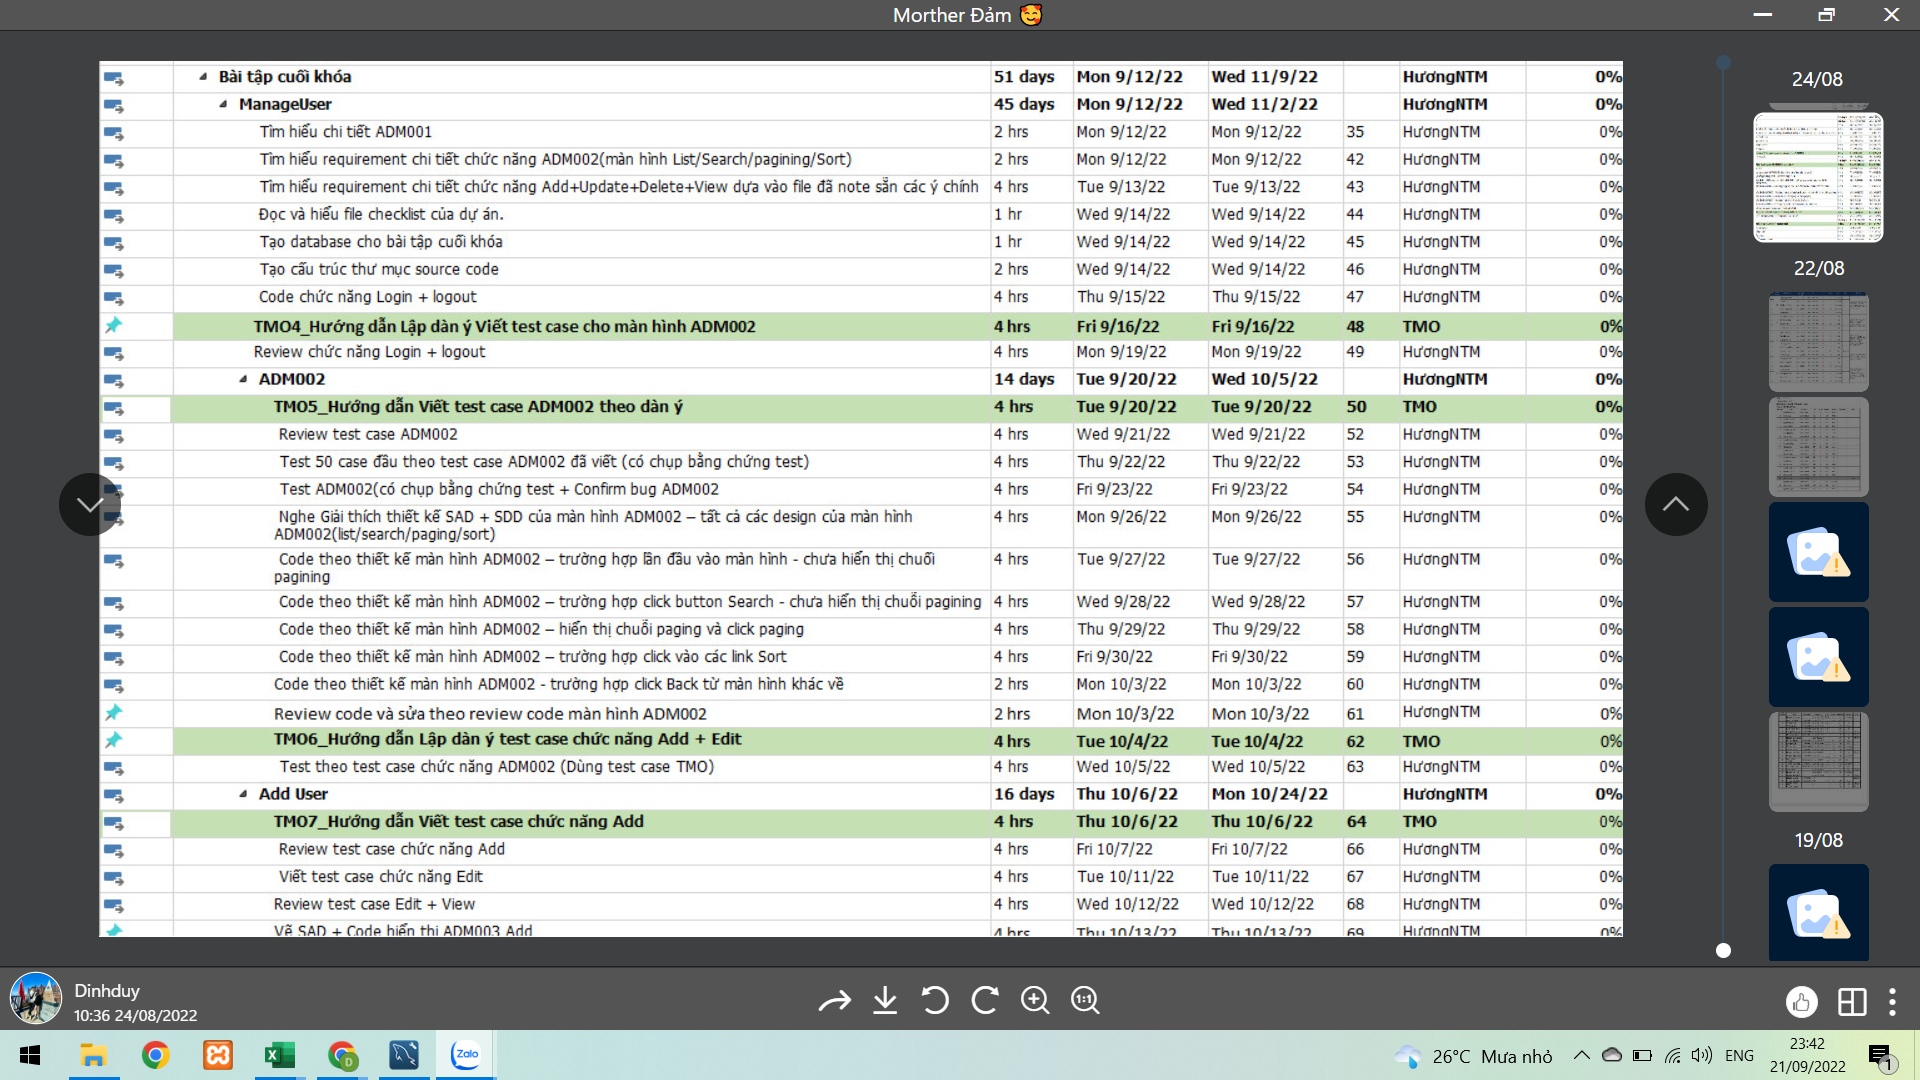 Morther Đảm 🥰
Bài tập cuối khóa 51 days Mon 9/12/22 Wed 11/9/22 HươngNTM 0%
ManageUser 45 days Mon 9/12/22 Wed 11/2/22 HươngNTM 0%
Tìm hiểu chi tiết ADM001 2 hrs Mon 9/12/22 Mon 9/12/22 35 HươngNTM 0%
Tìm hiểu requirement chi tiết chức năng ADM002(màn hình List/Search/pagining/Sort) 2 hrs Mon 9/12/22 Mon 9/12/22 42 HươngNTM 0%
Tìm hiểu requirement chi tiết chức năng Add+Update+Delete+View dựa vào file đã note sẵn các ý chính 4 hrs Tue 9/13/22 Tue 9/13/22 43 HươngNTM 0%
Đọc và hiểu file checklist của dự án. 1 hr Wed 9/14/22 Wed 9/14/22 44 HươngNTM 0%
Tạo database cho bài tập cuối khóa 1 hr Wed 9/14/22 Wed 9/14/22 45 HươngNTM 0%
Tạo cấu trúc thư mục source code 2 hrs Wed 9/14/22 Wed 9/14/22 46 HươngNTM 0%
Code chức năng Login + logout 4 hrs Thu 9/15/22 Thu 9/15/22 47 HươngNTM 0%
TMO4_Hướng dẫn Lập dàn ý Viết test case cho màn hình ADM002 4 hrs Fri 9/16/22 Fri 9/16/22 48 TMO 0%
Review chức năng Login + logout 4 hrs Mon 9/19/22 Mon 9/19/22 49 HươngNTM 0%
ADM002 14 days Tue 9/20/22 Wed 10/5/22 HươngNTM 0%
TMO5_Hướng dẫn Viết test case ADM002 theo dàn ý 4 hrs Tue 9/20/22 Tue 9/20/22 50 TMO 0%
Review test case ADM002 4 hrs Wed 9/21/22 Wed 9/21/22 52 HươngNTM 0%
Test 50 case đầu theo test case ADM002 đã viết (có chụp bằng chứng test) 4 hrs Thu 9/22/22 Thu 9/22/22 53 HươngNTM 0%
Test ADM002(có chụp bằng chứng test + Confirm bug ADM002 4 hrs Fri 9/23/22 Fri 9/23/22 54 HươngNTM 0%
Nghe Giải thích thiết kế SAD + SDD của màn hình ADM002 – tất cả các design của màn hình 4 hrs Mon 9/26/22 Mon 9/26/22 55 HươngNTM 0%
ADM002(list/search/paging/sort)
Code theo thiết kế màn hình ADM002 – trường hợp lần đầu vào màn hình - chưa hiển thị chuỗi 4 hrs Tue 9/27/22 Tue 9/27/22 56 HươngNTM 0%
pagining
Code theo thiết kế màn hình ADM002 – trường hợp click button Search - chưa hiển thị chuỗi pagining 4 hrs Wed 9/28/22 Wed 9/28/22 57 HươngNTM 0%
Code theo thiết kế màn hình ADM002 – hiển thị chuỗi paging và click paging 4 hrs Thu 9/29/22 Thu 9/29/22 58 HươngNTM 0%
Code theo thiết kế màn hình ADM002 – trường hợp click vào các link Sort 4 hrs Fri 9/30/22 Fri 9/30/22 59 HươngNTM 0%
Code theo thiết kế màn hình ADM002 - trường hợp click Back từ màn hình khác về 2 hrs Mon 10/3/22 Mon 10/3/22 60 HươngNTM 0%
Review code và sửa theo review code màn hình ADM002 2 hrs Mon 10/3/22 Mon 10/3/22 61 HươngNTM 0%
TMO6_Hướng dẫn Lập dàn ý test case chức năng Add + Edit 4 hrs Tue 10/4/22 Tue 10/4/22 62 TMO 0%
Test theo test case chức năng ADM002 (Dùng test case TMO) 4 hrs Wed 10/5/22 Wed 10/5/22 63 HươngNTM 0%
Add User 16 days Thu 10/6/22 Mon 10/24/22 HươngNTM 0%
TMO7_Hướng dẫn Viết test case chức năng Add 4 hrs Thu 10/6/22 Thu 10/6/22 64 TMO 0%
Review test case chức năng Add 4 hrs Fri 10/7/22 Fri 10/7/22 66 HươngNTM 0%
Viết test case chức năng Edit 4 hrs Tue 10/11/22 Tue 10/11/22 67 HươngNTM 0%
Review test case Edit + View 4 hrs Wed 10/12/22 Wed 10/12/22 68 HươngNTM 0%
Vẽ SAD + Code hiển thị ADM003 Add 4 hrs Thu 10/13/22 Thu 10/13/22 69 HươngNTM 0%
24/08
22/08
19/08
Dinhduy
10:36 24/08/2022
1:1
Zalo
26°C Mưa nhỏ
ENG
23:42
21/09/2022
1